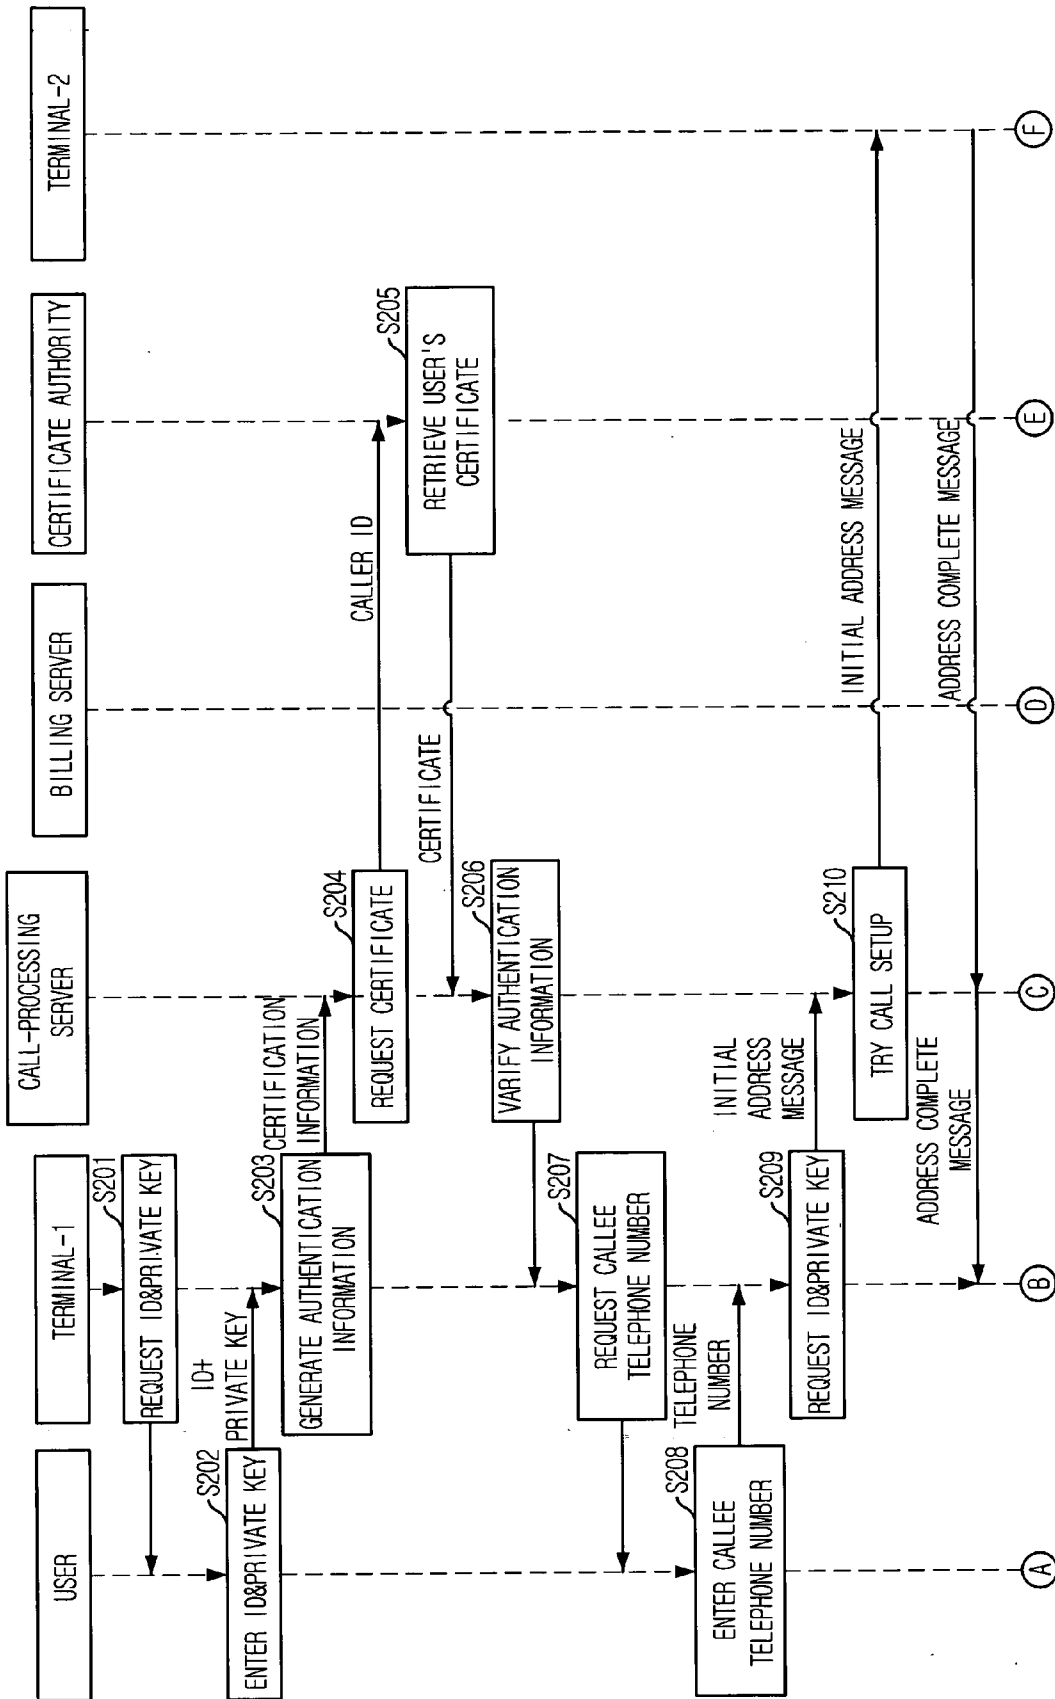 USER
TERMINAL-1
CALL-PROCESSING
SERVER
BILLING SERVER
CERTIFICATE AUTHORITY
TERMINAL-2
S201
REQUEST ID&PRIVATE KEY
S202
ENTER ID&PRIVATE KEY
ID+
PRIVATE KEY
S203
GENERATE AUTHENTICATION
INFORMATION
CERTIFICATION
INFORMATION
S204
REQUEST CERTIFICATE
CALLER ID
S205
RETRIEVE USER'S
CERTIFICATE
CERTIFICATE
S206
VARIFY AUTHENTICATION
INFORMATION
S207
REQUEST CALLEE
TELEPHONE NUMBER
S208
ENTER CALLEE
TELEPHONE NUMBER
TELEPHONE
NUMBER
S209
REQUEST ID&PRIVATE KEY
INITIAL
ADDRESS
MESSAGE
S210
TRY CALL SETUP
INITIAL ADDRESS MESSAGE
ADDRESS COMPLETE MESSAGE
ADDRESS COMPLETE
MESSAGE
A
B
C
D
E
F